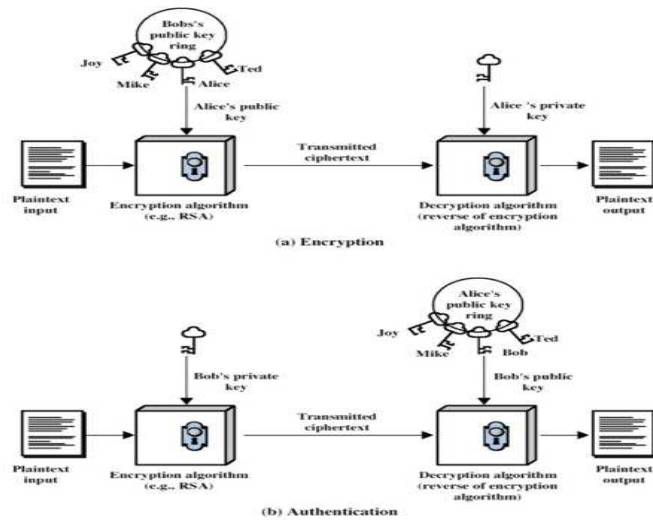 Bobs's
public key
ring
Joy
Ted
Mike
Alice
Alice's public
key
Alice 's private
key
Transmitted
ciphertext
Plaintext
input
Encryption algorithm
(e.g., RSA)
Decryption algorithm
(reverse of encryption
algorithm)
Plaintext
output
(a) Encryption
Alice's
public key
ring
Joy
Ted
Mike
Bob
Bob's private
key
Bob's public
key
Transmitted
ciphertext
Plaintext
input
Encryption algorithm
(e.g., RSA)
Decryption algorithm
(reverse of encryption
algorithm)
Plaintext
output
(b) Authentication